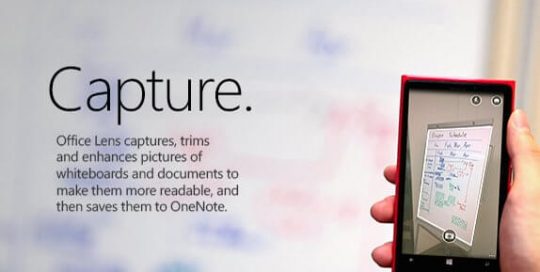 Capture.
Office Lens captures, trims
and enhances pictures of
whiteboards and documents to
make them more readable, and
then saves them to OneNote.
Schedule